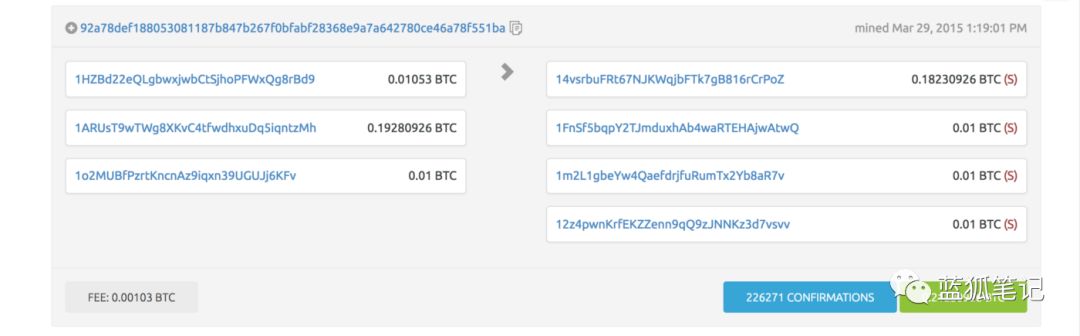 92a78def188053081187b847b267f0bfabf28368e9a7a642780ce46a78f551ba
mined Mar 29, 2015 1:19:01 PM
1HZBd22eQLgbwxjwbCtSjhoPFWxQg8rBd9 0.01053 BTC
1ARUsT9wTWg8XKvC4tfwdhxuDq5iqntzMh 0.19280926 BTC
1o2MUBfPzrtKncnAz9iqxn39UGUJj6KFv 0.01 BTC
14vsrbuFRt67NJKWqjbFTk7gB816rCrPoZ 0.18230926 BTC (S)
1FnSf5bqpY2TJmduxhAb4waRTEHAjwAtwQ 0.01 BTC (S)
1m2L1gbeYw4QaefdrjfuRumTx2Yb8aR7v 0.01 BTC (S)
12z4pwnKrfEKZZenn9qQ9zJNNKz3d7vsvv 0.01 BTC (S)
FEE: 0.00103 BTC
226271 CONFIRMATIONS
蓝狐笔记